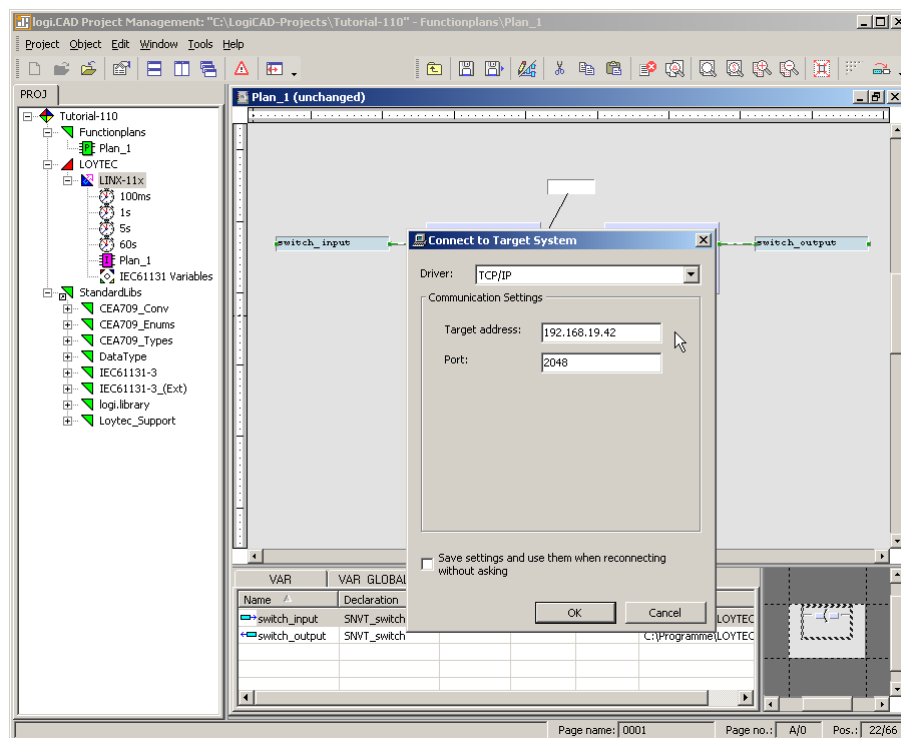 logi.CAD Project Management: "C:\LogiCAD-Projects\Tutorial-110" - Functionplans\Plan_1
Project Object Edit Window Tools Help
PROJ
Tutorial-110
Functionplans
Plan_1
LOYTEC
LINX-11x
100ms
1s
5s
60s
Plan_1
IEC61131 Variables
StandardLibs
CEA709_Conv
CEA709_Enums
CEA709_Types
DataType
IEC61131-3
IEC61131-3_(Ext)
logi.library
Loytec_Support
Plan_1 (unchanged)
switch_input
switch_output
Connect to Target System
Driver: TCP/IP
Communication Settings
Target address: 192.168.19.42
Port: 2048
Save settings and use them when reconnecting
without asking
OK Cancel
VAR VAR GLOBAL
Name Declaration
switch_input SNVT_switch LOYTEC
switch_output SNVT_switch C:\Programme\LOYTEC
Page name: 0001 Page no.: A/0 Pos.: 22/66